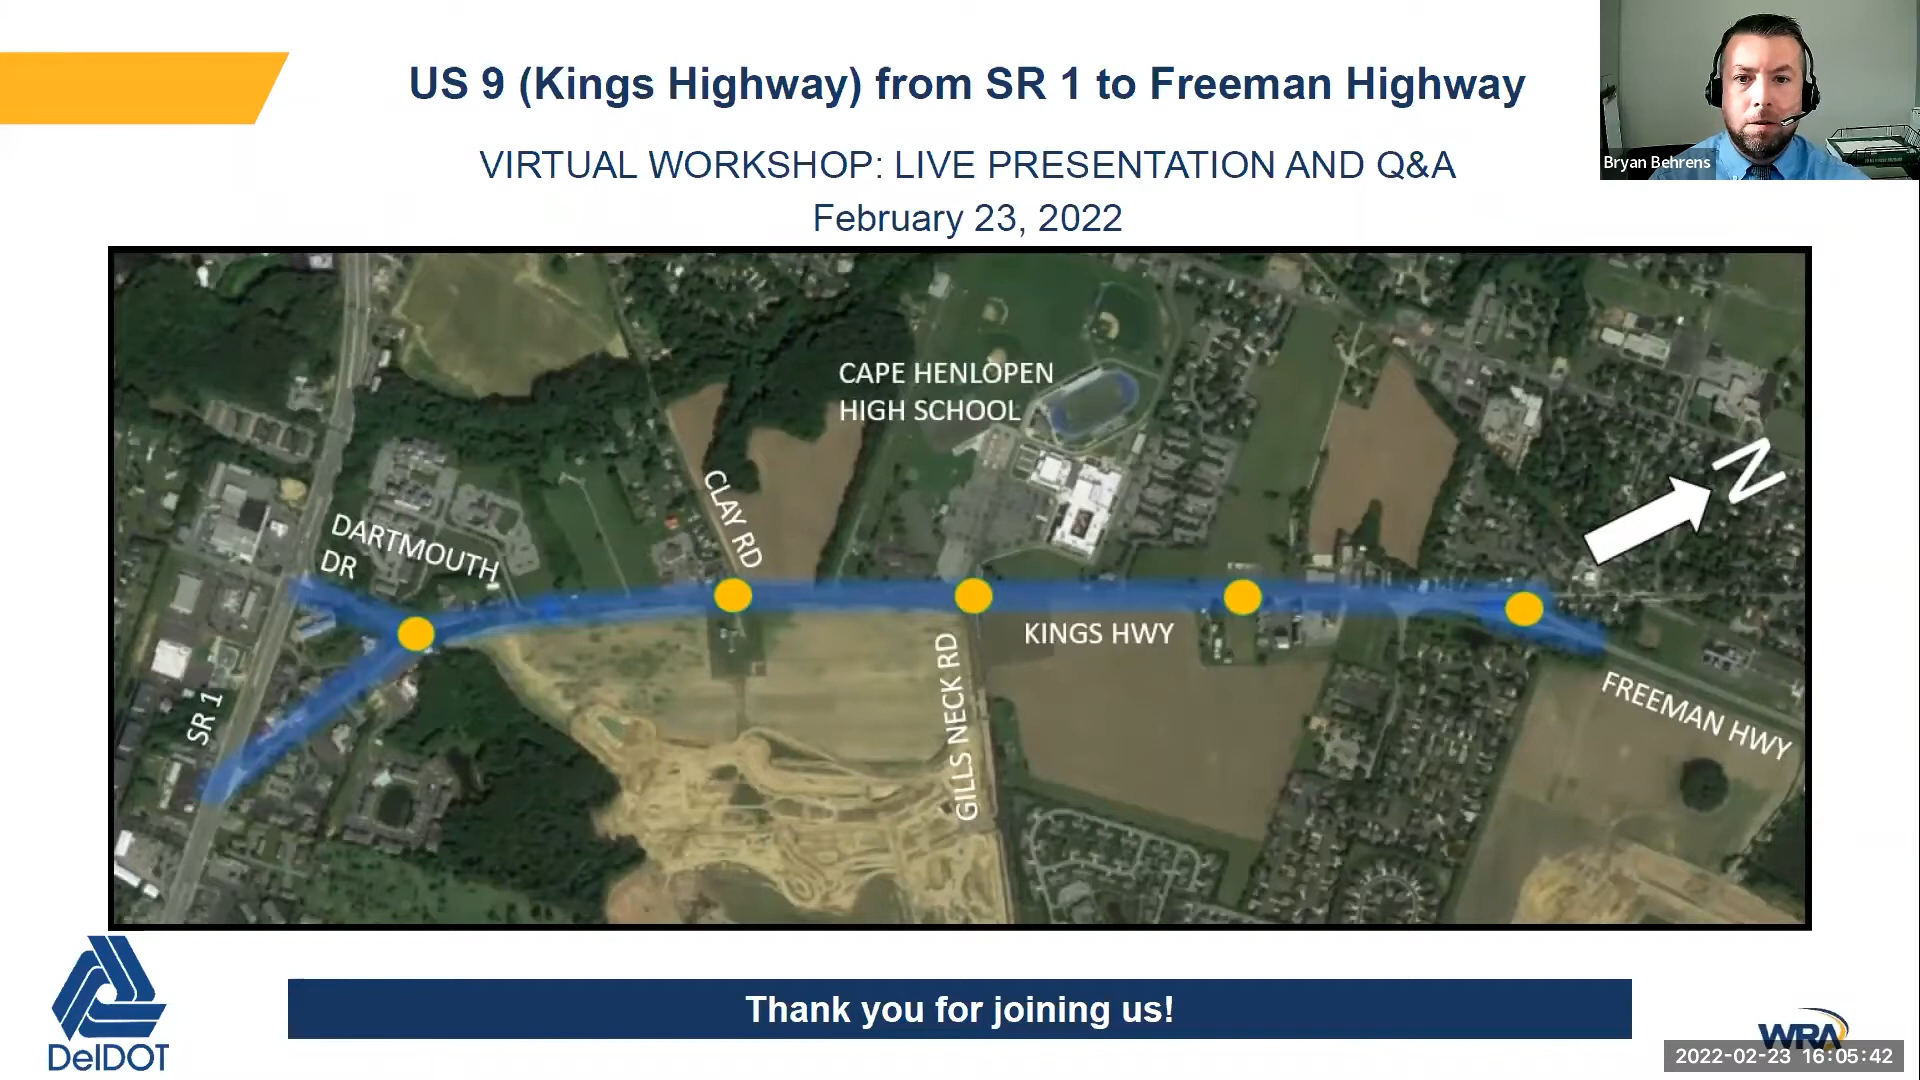 US 9 (Kings Highway) from SR 1 to Freeman Highway
VIRTUAL WORKSHOP: LIVE PRESENTATION AND Q&A
February 23, 2022
Bryan Behrens
CAPE HENLOPEN
HIGH SCHOOL
N
CLAY RD
DARTMOUTH
DR
KINGS HWY
GILLS NECK RD
SR 1
FREEMAN HWY
Thank you for joining us!
DelDOT
WRA
2022-02-23 16:05:42